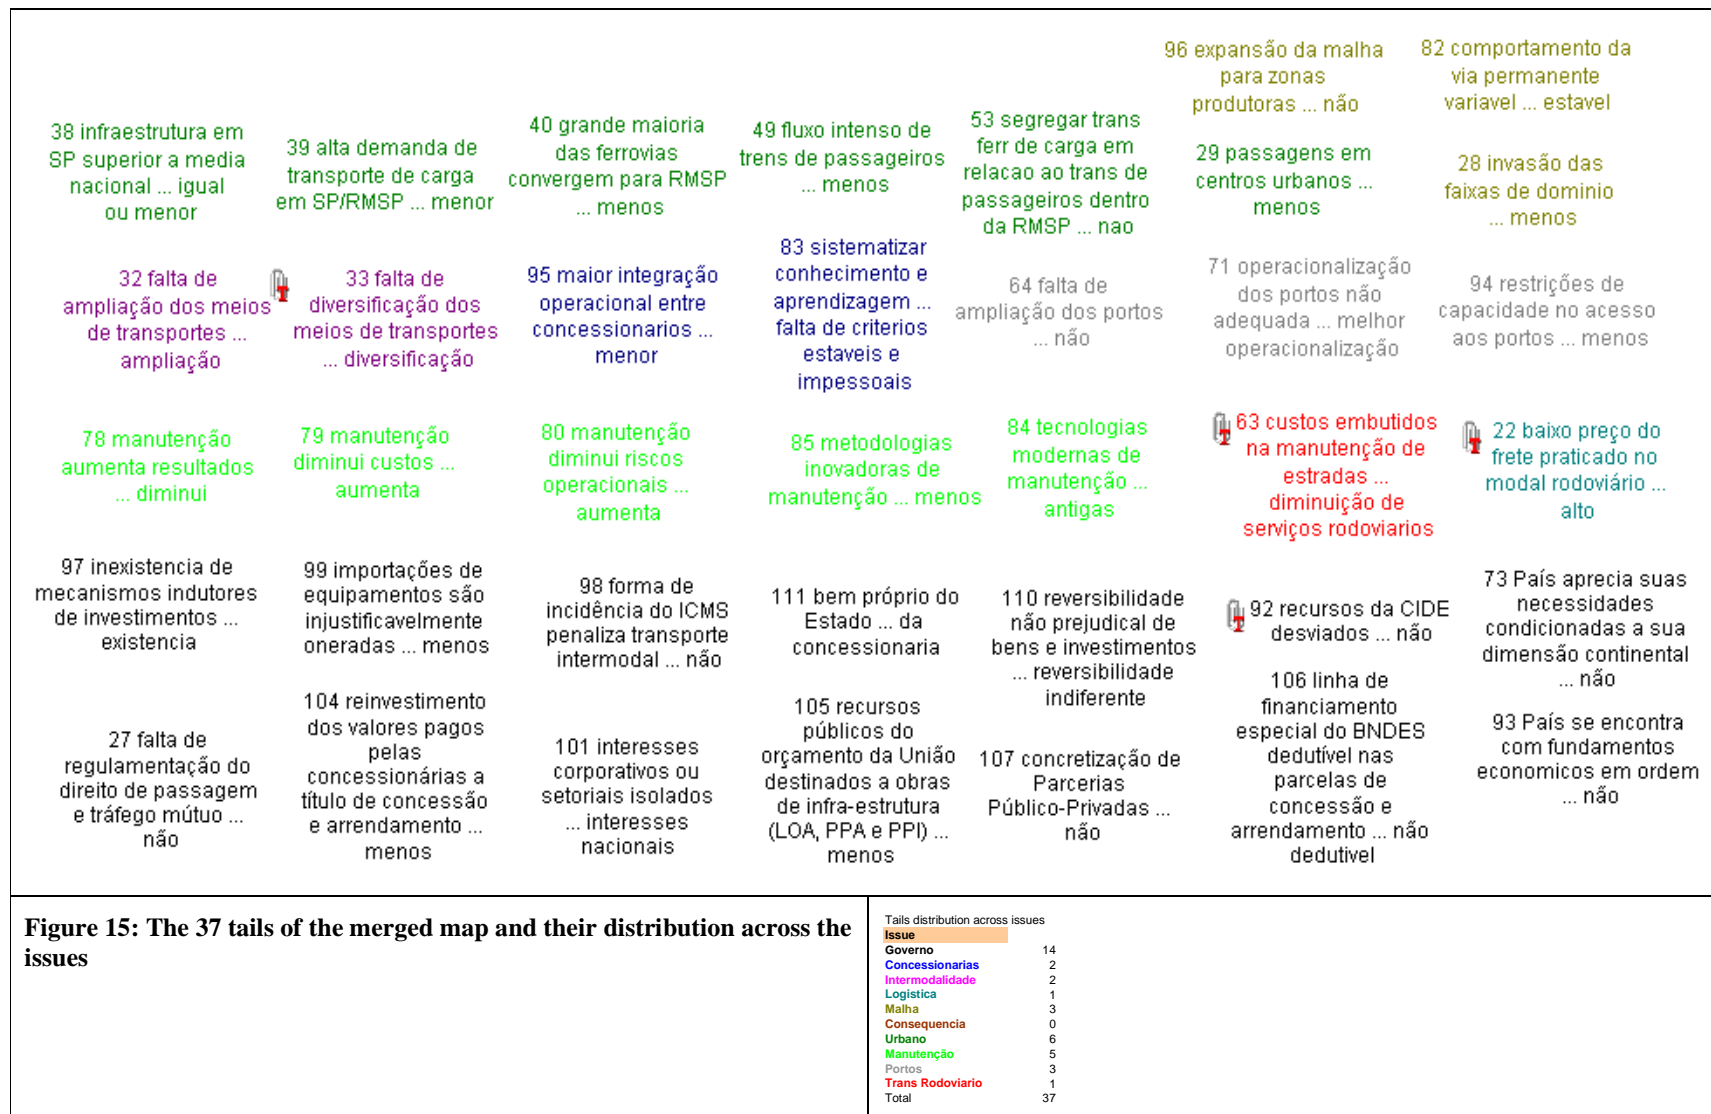 96 expansão da malha
para zonas
produtoras ... não
82 comportamento da
via permanente
variavel ... estavel
38 infraestrutura em
SP superior a media
nacional ... igual
ou menor
39 alta demanda de
transporte de carga
em SP/RMSP ... menor
40 grande maioria
das ferrovias
convergem para RMSP
... menos
49 fluxo intenso de
trens de passageiros
... menos
53 segregar trans
ferr de carga em
relacao ao trans de
passageiros dentro
da RMSP ... nao
29 passagens em
centros urbanos ...
menos
28 invasão das
faixas de dominio
... menos
32 falta de
ampliação dos meios
de transportes ...
ampliação
33 falta de
diversificação dos
meios de transportes
... diversificação
95 maior integração
operacional entre
concessionarios ...
menor
83 sistematizar
conhecimento e
aprendizagem ...
falta de criterios
estaveis e
impessoais
64 falta de
ampliação dos portos
... não
71 operacionalização
dos portos não
adequada ... melhor
operacionalização
94 restrições de
capacidade no acesso
aos portos ... menos
78 manutenção
aumenta resultados
... diminui
79 manutenção
diminui custos ...
aumenta
80 manutenção
diminui riscos
operacionais ...
aumenta
85 metodologias
inovadoras de
manutenção ... menos
84 tecnologias
modernas de
manutenção ...
antigas
63 custos embutidos
na manutenção de
estradas ...
diminuição de
serviços rodoviarios
22 baixo preço do
frete praticado no
modal rodoviário ...
alto
97 inexistencia de
mecanismos indutores
de investimentos ...
existencia
99 importações de
equipamentos são
injustificavelmente
oneradas ... menos
98 forma de
incidência do ICMS
penaliza transporte
intermodal ... não
111 bem próprio do
Estado ... da
concessionaria
110 reversibilidade
não prejudical de
bens e investimentos
... reversibilidade
indiferente
92 recursos da CIDE
desviados ... não
73 País aprecia suas
necessidades
condicionadas a sua
dimensão continental
... não
27 falta de
regulamentação do
direito de passagem
e tráfego mútuo ...
não
104 reinvestimento
dos valores pagos
pelas
concessionárias a
título de concessão
e arrendamento ...
menos
101 interesses
corporativos ou
setoriais isolados
... interesses
nacionais
105 recursos
públicos do
orçamento da União
destinados a obras
de infra-estrutura
(LOA, PPA e PPI) ...
menos
107 concretização de
Parcerias
Público-Privadas ...
não
106 linha de
financiamento
especial do BNDES
dedutível nas
parcelas de
concessão e
arrendamento ... não
dedutivel
93 País se encontra
com fundamentos
economicos em ordem
... não
Figure 15: The 37 tails of the merged map and their distribution across the
issues
Tails distribution across issues
Issue
Governo 14
Concessionarias 2
Intermodalidade 2
Logistica 1
Malha 3
Consequencia 0
Urbano 6
Manutenção 5
Portos 3
Trans Rodoviario 1
Total 37